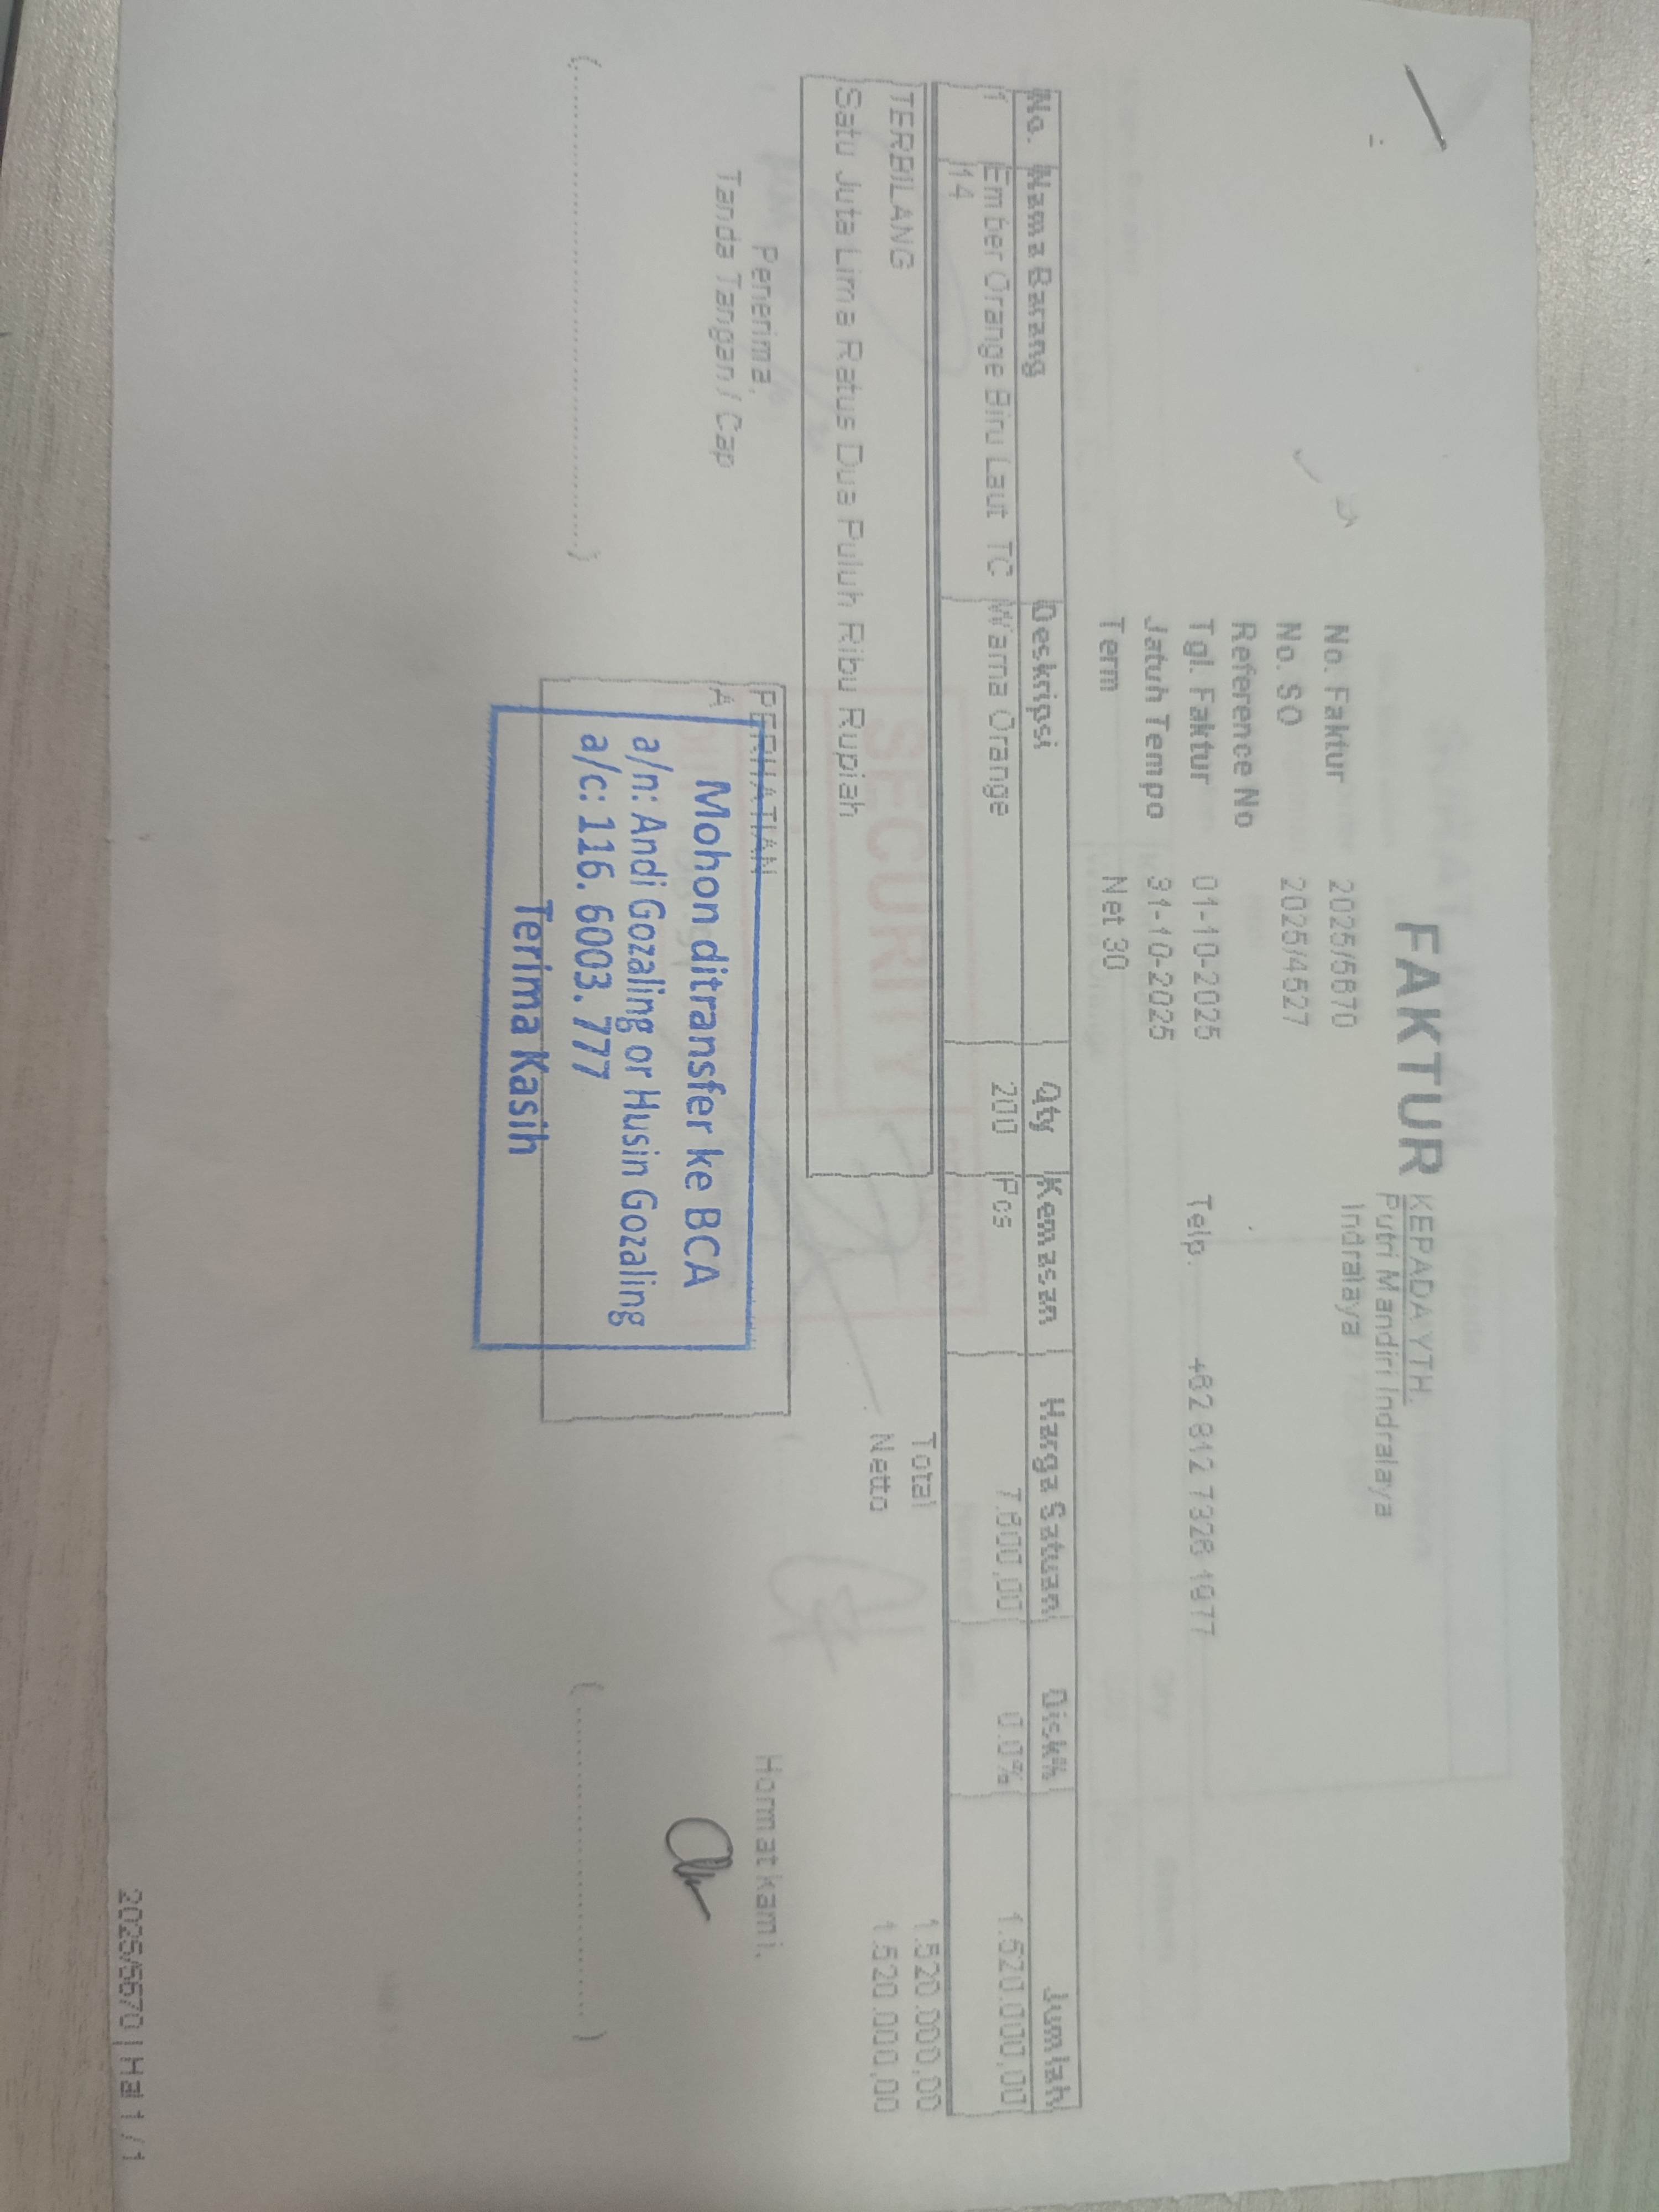 FAKTUR
KEPADA YTH.
Putri Mandiri Indralaya
Indralaya
Telp. +62 812 7328 1977
No. Faktur 2025/5670
No. SO 2025/4527
Reference No
Tgl. Faktur 01-10-2025
Jatuh Tempo 31-10-2025
Term Net 30
No. Nama Barang Deskripsi Qty Kemasan Harga Satuan Disk% Jumlah
1 Ember Orange Biru Laut TC Warna Orange 200 Pcs 7.600,00 0.0% 1.520.000,00
14
TERBILANG
Satu Juta Lima Ratus Dua Puluh Ribu Rupiah
Total 1.520.000,00
Netto 1.520.000,00
Penerima,
Tanda Tangan / Cap
PERHATIAN
A
Mohon ditransfer ke BCA
a/n: Andi Gozaling or Husin Gozaling
a/c: 116. 6003. 777
Terima Kasih
Hormat kami,
SECURITY
2025/5670 | Hal 1 / 1